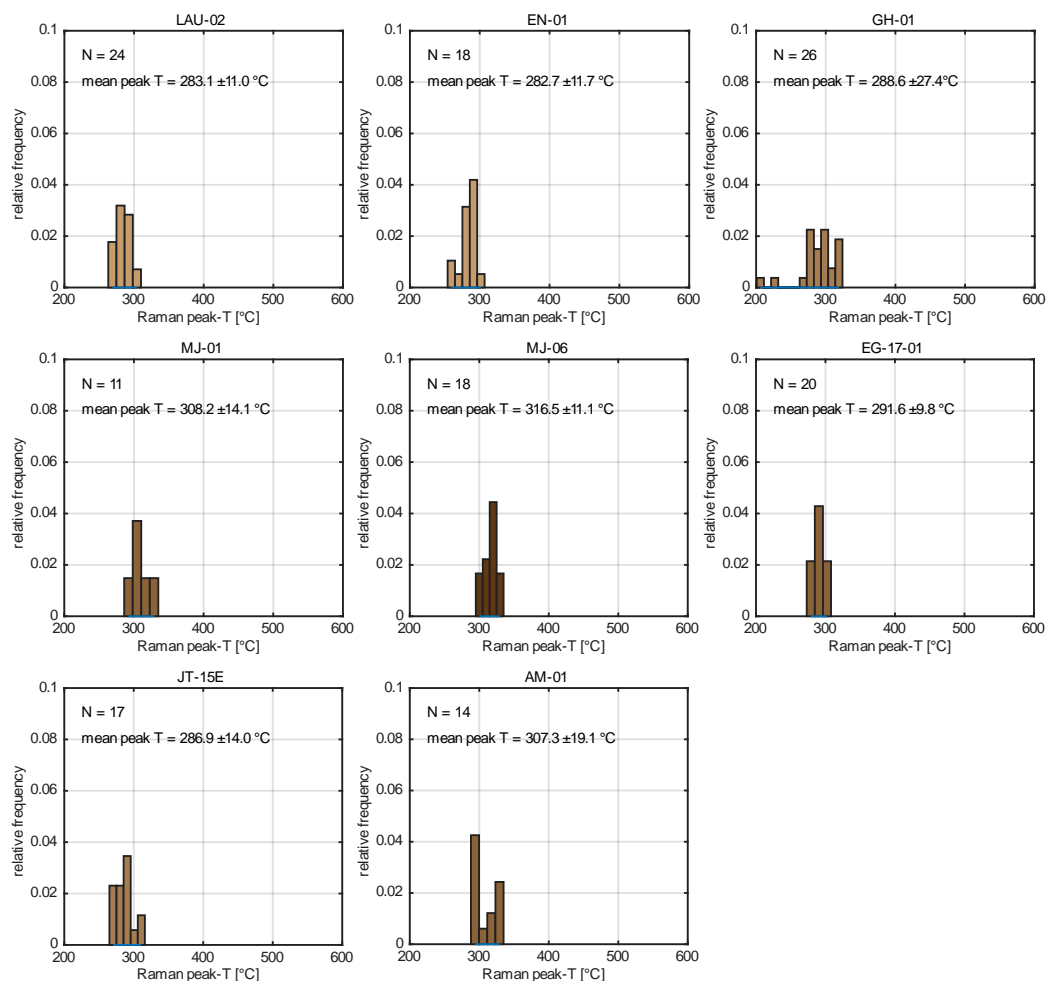 LAU-02
N = 24
mean peak T = 283.1 ±11.0 °C
0.1
0.08
0.06
0.04
0.02
0
relative frequency
200 300 400 500 600
Raman peak-T [°C]
EN-01
N = 18
mean peak T = 282.7 ±11.7 °C
0.1
0.08
0.06
0.04
0.02
0
relative frequency
200 300 400 500 600
Raman peak-T [°C]
GH-01
N = 26
mean peak T = 288.6 ±27.4°C
0.1
0.08
0.06
0.04
0.02
0
relative frequency
200 300 400 500 600
Raman peak-T [°C]
MJ-01
N = 11
mean peak T = 308.2 ±14.1 °C
0.1
0.08
0.06
0.04
0.02
0
relative frequency
200 300 400 500 600
Raman peak-T [°C]
MJ-06
N = 18
mean peak T = 316.5 ±11.1 °C
0.1
0.08
0.06
0.04
0.02
0
relative frequency
200 300 400 500 600
Raman peak-T [°C]
EG-17-01
N = 20
mean peak T = 291.6 ±9.8 °C
0.1
0.08
0.06
0.04
0.02
0
relative frequency
200 300 400 500 600
Raman peak-T [°C]
JT-15E
N = 17
mean peak T = 286.9 ±14.0 °C
0.1
0.08
0.06
0.04
0.02
0
relative frequency
200 300 400 500 600
Raman peak-T [°C]
AM-01
N = 14
mean peak T = 307.3 ±19.1 °C
0.1
0.08
0.06
0.04
0.02
0
relative frequency
200 300 400 500 600
Raman peak-T [°C]